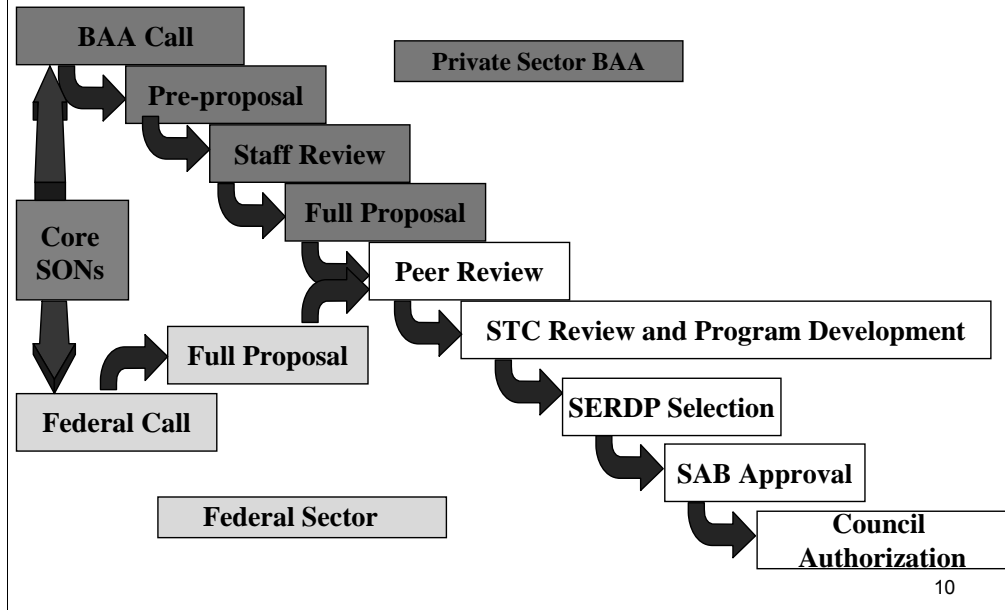 BAA Call
Private Sector BAA
Pre-proposal
Staff Review
Full Proposal
Core
SONs
Peer Review
STC Review and Program Development
Full Proposal
Federal Call
SERDP Selection
SAB Approval
Federal Sector
Council
Authorization
10